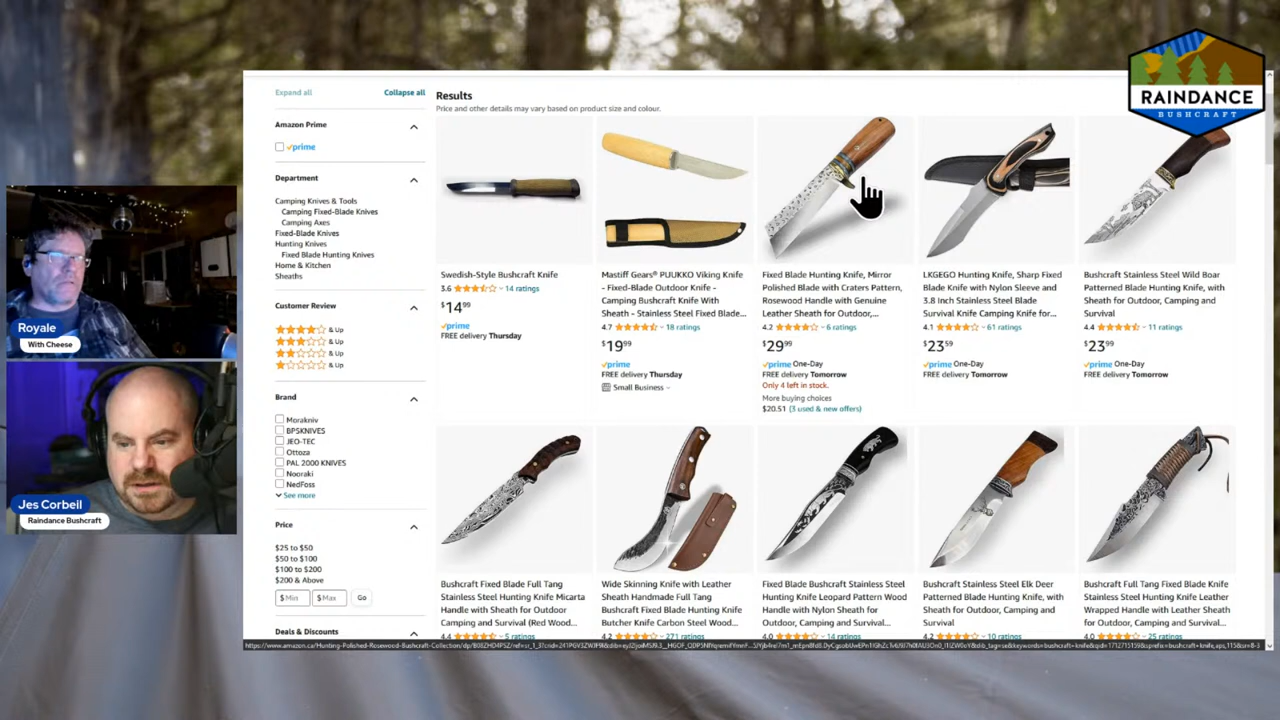 RAINDANCE
BUSHCRAFT
Royale
With Cheese
Jes Corbeil
Raindance Bushcraft
Expand all
Collapse all
Amazon Prime
prime
Department
Camping Knives & Tools
Camping Fixed-Blade Knives
Camping Axes
Fixed-Blade Knives
Hunting Knives
Fixed Blade Hunting Knives
Home & Kitchen
Sheaths
Customer Review
& Up
& Up
& Up
& Up
Brand
Morakniv
BPSKNIVES
JEO-TEC
Ottoza
PAL 2000 KNIVES
Nooraki
NedFoss
See more
Price
$25 to $50
$50 to $100
$100 to $200
$200 & Above
$ Min
$ Max
Go
Deals & Discounts
Results
Price and other details may vary based on product size and colour.
Swedish-Style Bushcraft Knife
3.6 14 ratings
$14.99
prime
FREE delivery Thursday
Mastiff Gears® PUUKKO Viking Knife
- Fixed-Blade Outdoor Knife -
Camping Bushcraft Knife With
Sheath - Stainless Steel Fixed Blade...
4.7 18 ratings
$19.99
prime
FREE delivery Thursday
Small Business
Fixed Blade Hunting Knife, Mirror
Polished Blade with Craters Pattern,
Rosewood Handle with Genuine
Leather Sheath for Outdoor,...
4.2 6 ratings
$29.99
prime One-Day
FREE delivery Tomorrow
Only 4 left in stock.
More buying choices
$20.51 (3 used & new offers)
LKGEGO Hunting Knife, Sharp Fixed
Blade Knife with Nylon Sleeve and
3.8 Inch Stainless Steel Blade
Survival Knife Camping Knife for...
4.1 61 ratings
$23.59
prime One-Day
FREE delivery Tomorrow
Bushcraft Stainless Steel Wild Boar
Patterned Blade Hunting Knife, with
Sheath for Outdoor, Camping and
Survival
4.4 11 ratings
$23.99
prime One-Day
FREE delivery Tomorrow
Bushcraft Fixed Blade Full Tang
Stainless Steel Hunting Knife Micarta
Handle with Sheath for Outdoor
Camping and Survival (Red Wood...
4.4 5 ratings
Wide Skinning Knife with Leather
Sheath Handmade Full Tang
Bushcraft Fixed Blade Hunting Knife
Butcher Knife Carbon Steel Wood...
4.2 271 ratings
Fixed Blade Bushcraft Stainless Steel
Hunting Knife Leopard Pattern Wood
Handle with Nylon Sheath for
Outdoor, Camping and Survival...
4.0 14 ratings
Bushcraft Stainless Steel Elk Deer
Patterned Blade Hunting Knife, with
Sheath for Outdoor, Camping and
Survival
4.2 10 ratings
Bushcraft Full Tang Fixed Blade Knife
Stainless Steel Hunting Knife Leather
Wrapped Handle with Leather Sheath
for Outdoor, Camping, Survival and...
4.0 25 ratings